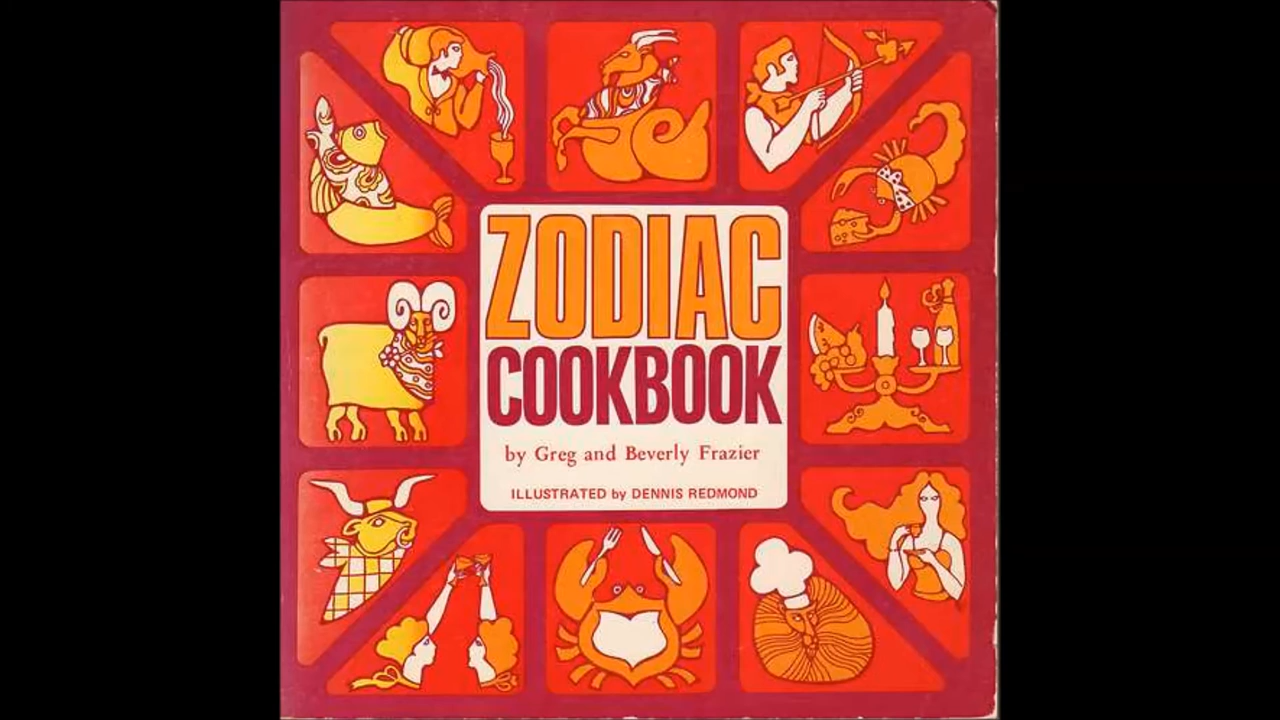 ZODIAC
COOKBOOK
by Greg and Beverly Frazier
ILLUSTRATED by DENNIS REDMOND